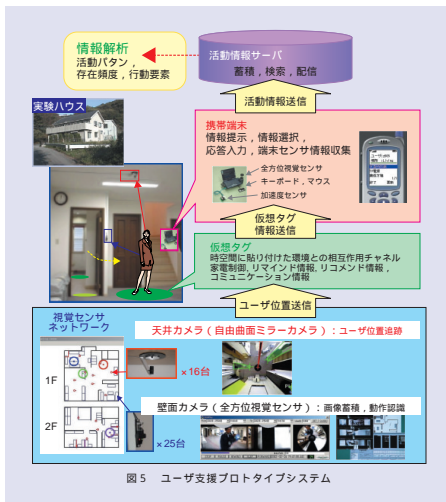 情報解析
活動パタン，
存在頻度，行動要素
活動情報サーバ
蓄積，検索，配信
活動情報送信
実験ハウス
携帯端末
情報提示，情報選択，
応答入力，端末センサ情報収集
全方位視覚センサ
キーボード，マウス
加速度センサ
仮想タグ
情報送信
仮想タグ
時空間に貼り付けた環境との相互作用チャネル
家電制御，リマインド情報，リコメンド情報，
コミュニケーション情報
ユーザ位置送信
視覚センサ
ネットワーク
天井カメラ（自由曲面ミラーカメラ）：ユーザ位置追跡
1F
×16台
壁面カメラ（全方位視覚センサ）：画像蓄積，動作認識
2F
×25台
図5 ユーザ支援プロトタイプシステム